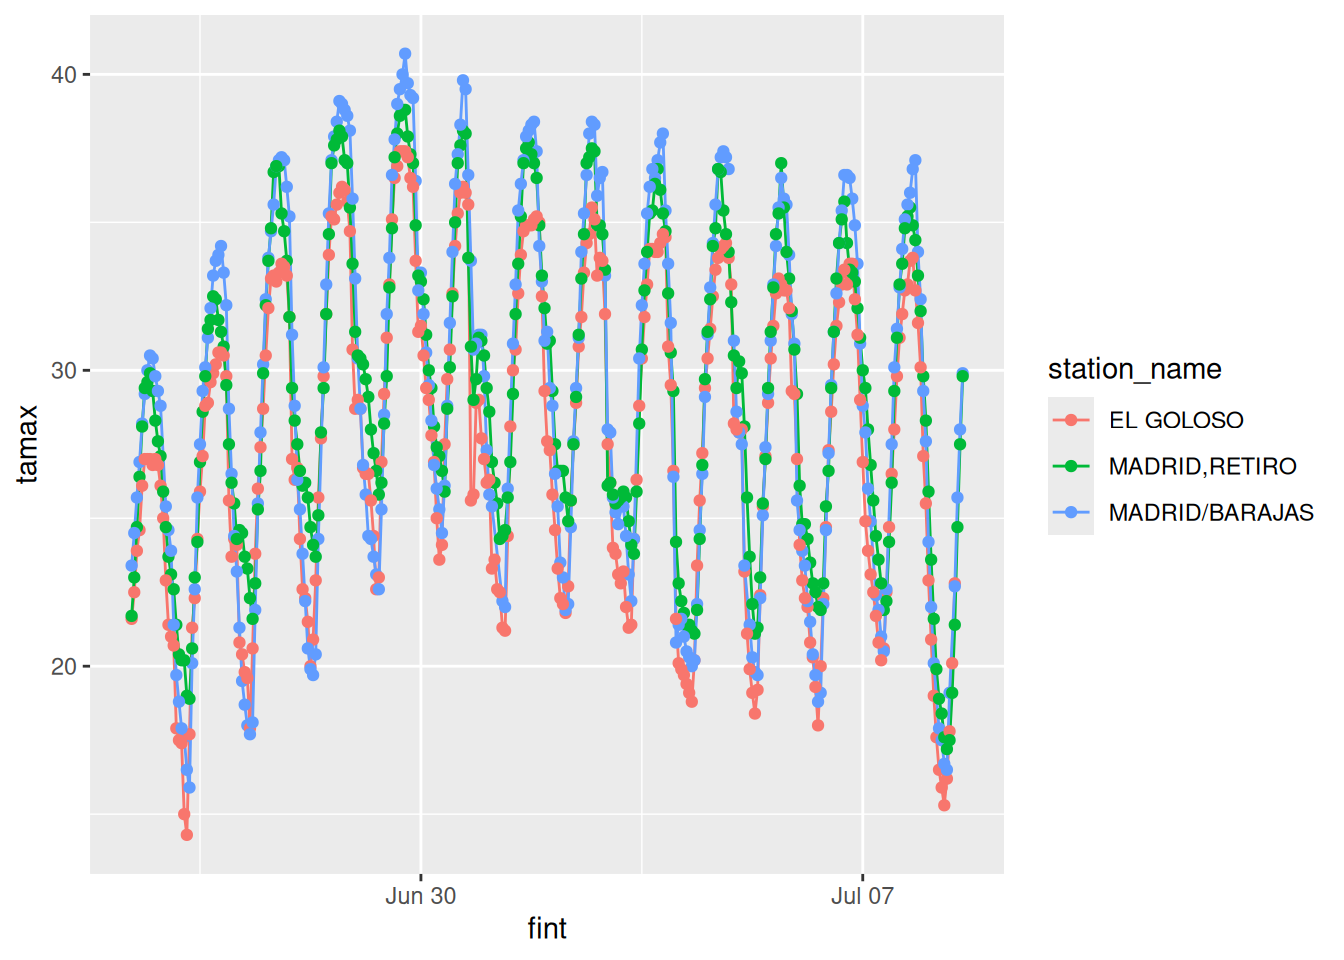 40
30
20
tamax
Jun 30
Jul 07
fint
station_name
EL GOLOSO
MADRID,RETIRO
MADRID/BARAJAS